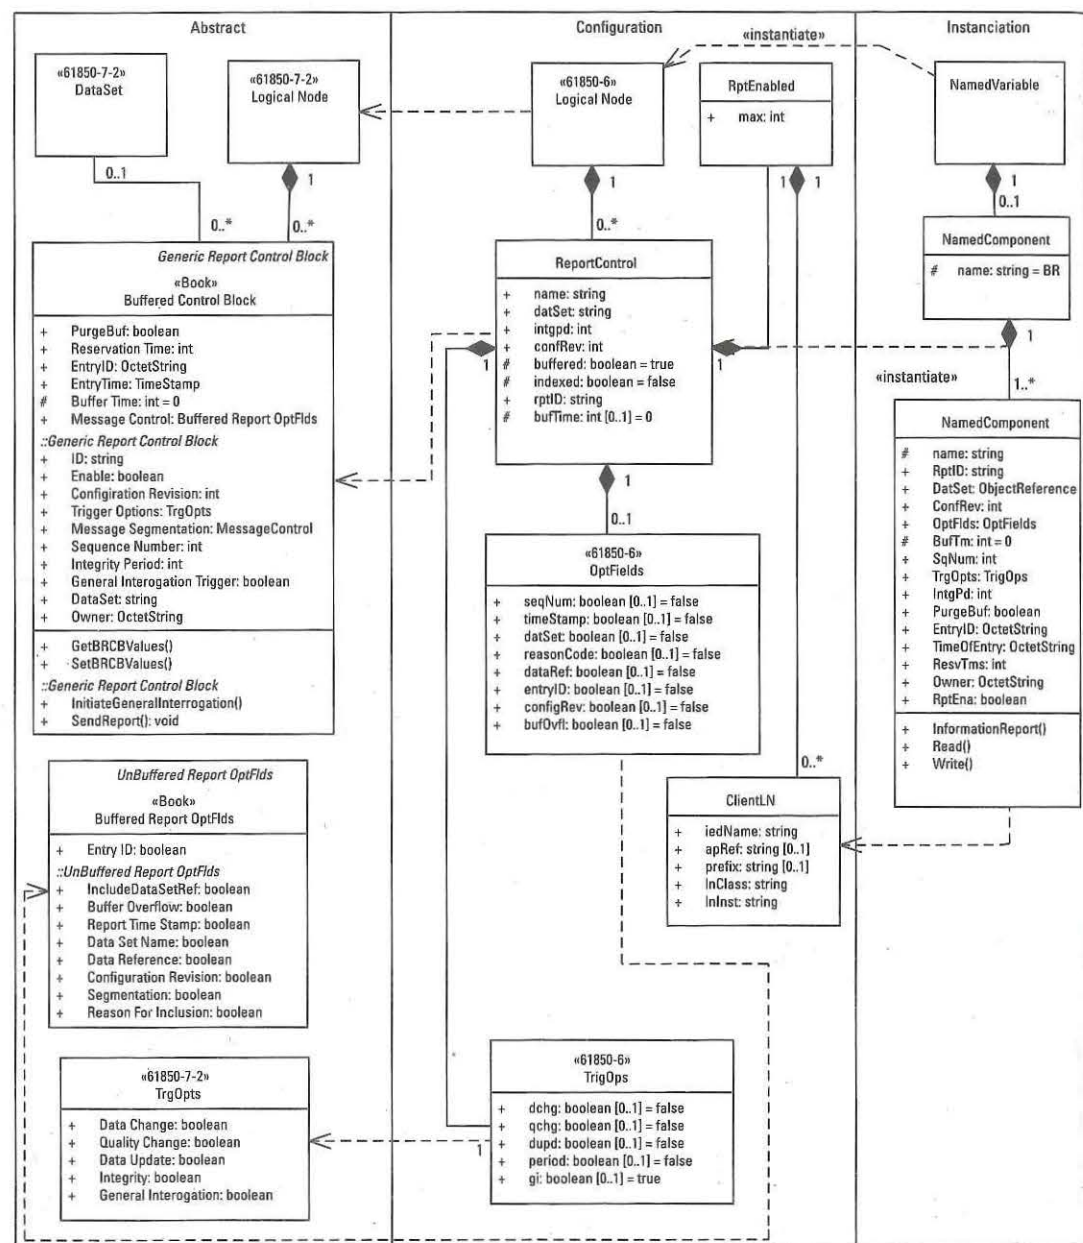 Abstract
«61850-7-2»
DataSet
«61850-7-2»
Logical Node
0..1
1
0..*
0..*
Generic Report Control Block
«Book»
Buffered Control Block
+ PurgeBuf: boolean
+ Reservation Time: int
+ EntryID: OctetString
+ EntryTime: TimeStamp
# Buffer Time: int = 0
+ Message Control: Buffered Report OptFlds
::Generic Report Control Block
+ ID: string
+ Enable: boolean
+ Configiration Revision: int
+ Trigger Options: TrgOpts
+ Message Segmentation: MessageControl
+ Sequence Number: int
+ Integrity Period: int
+ General Interogation Trigger: boolean
+ DataSet: string
+ Owner: OctetString
+ GetBRCBValues()
+ SetBRCBValues()
::Generic Report Control Block
+ InitiateGeneralInterrogation()
+ SendReport(): void
UnBuffered Report OptFlds
«Book»
Buffered Report OptFlds
+ Entry ID: boolean
::UnBuffered Report OptFlds
+ IncludeDataSetRef: boolean
+ Buffer Overflow: boolean
+ Report Time Stamp: boolean
+ Data Set Name: boolean
+ Data Reference: boolean
+ Configuration Revision: boolean
+ Segmentation: boolean
+ Reason For Inclusion: boolean
«61850-7-2»
TrgOpts
+ Data Change: boolean
+ Quality Change: boolean
+ Data Update: boolean
+ Integrity: boolean
+ General Interogation: boolean
Configuration
«instantiate»
«61850-6»
Logical Node
RptEnabled
+ max: int
1
1
1
0..*
ReportControl
+ name: string
+ datSet: string
+ intgpd: int
+ confRev: int
# buffered: boolean = true
# indexed: boolean = false
+ rptID: string
# bufTime: int [0..1] = 0
1
1
1
0..1
«61850-6»
OptFields
+ seqNum: boolean [0..1] = false
+ timeStamp: boolean [0..1] = false
+ datSet: boolean [0..1] = false
+ reasonCode: boolean [0..1] = false
+ dataRef: boolean [0..1] = false
+ entryID: boolean [0..1] = false
+ configRev: boolean [0..1] = false
+ bufOvfl: boolean [0..1] = false
0..*
ClientLN
+ iedName: string
+ apRef: string [0..1]
+ prefix: string [0..1]
+ lnClass: string
+ lnInst: string
«61850-6»
TrigOps
+ dchg: boolean [0..1] = false
+ qchg: boolean [0..1] = false
+ dupd: boolean [0..1] = false
+ period: boolean [0..1] = false
+ gi: boolean [0..1] = true
1
Instanciation
NamedVariable
1
0..1
NamedComponent
# name: string = BR
1
«instantiate»
1..*
NamedComponent
# name: string
+ RptID: string
+ DatSet: ObjectReference
+ ConfRev: int
+ OptFlds: OptFields
# BufTm: int = 0
+ SqNum: int
+ TrgOpts: TrigOps
+ IntgPd: int
+ PurgeBuf: boolean
+ EntryID: OctetString
+ TimeOfEntry: OctetString
+ ResvTms: int
+ Owner: OctetString
+ RptEna: boolean
+ InformationReport()
+ Read()
+ Write()